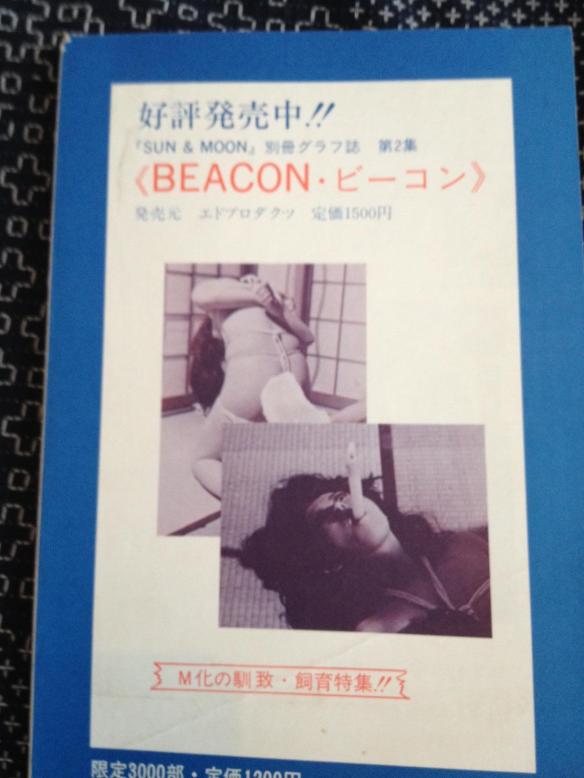 好評発売中!!
『SUN & MOON』別冊グラフ誌 第2集
《BEACON・ビーコン》
発売元 エドプロダクツ 定価1500円
M化の馴致・飼育特集!!
限定3000部・定価1200円